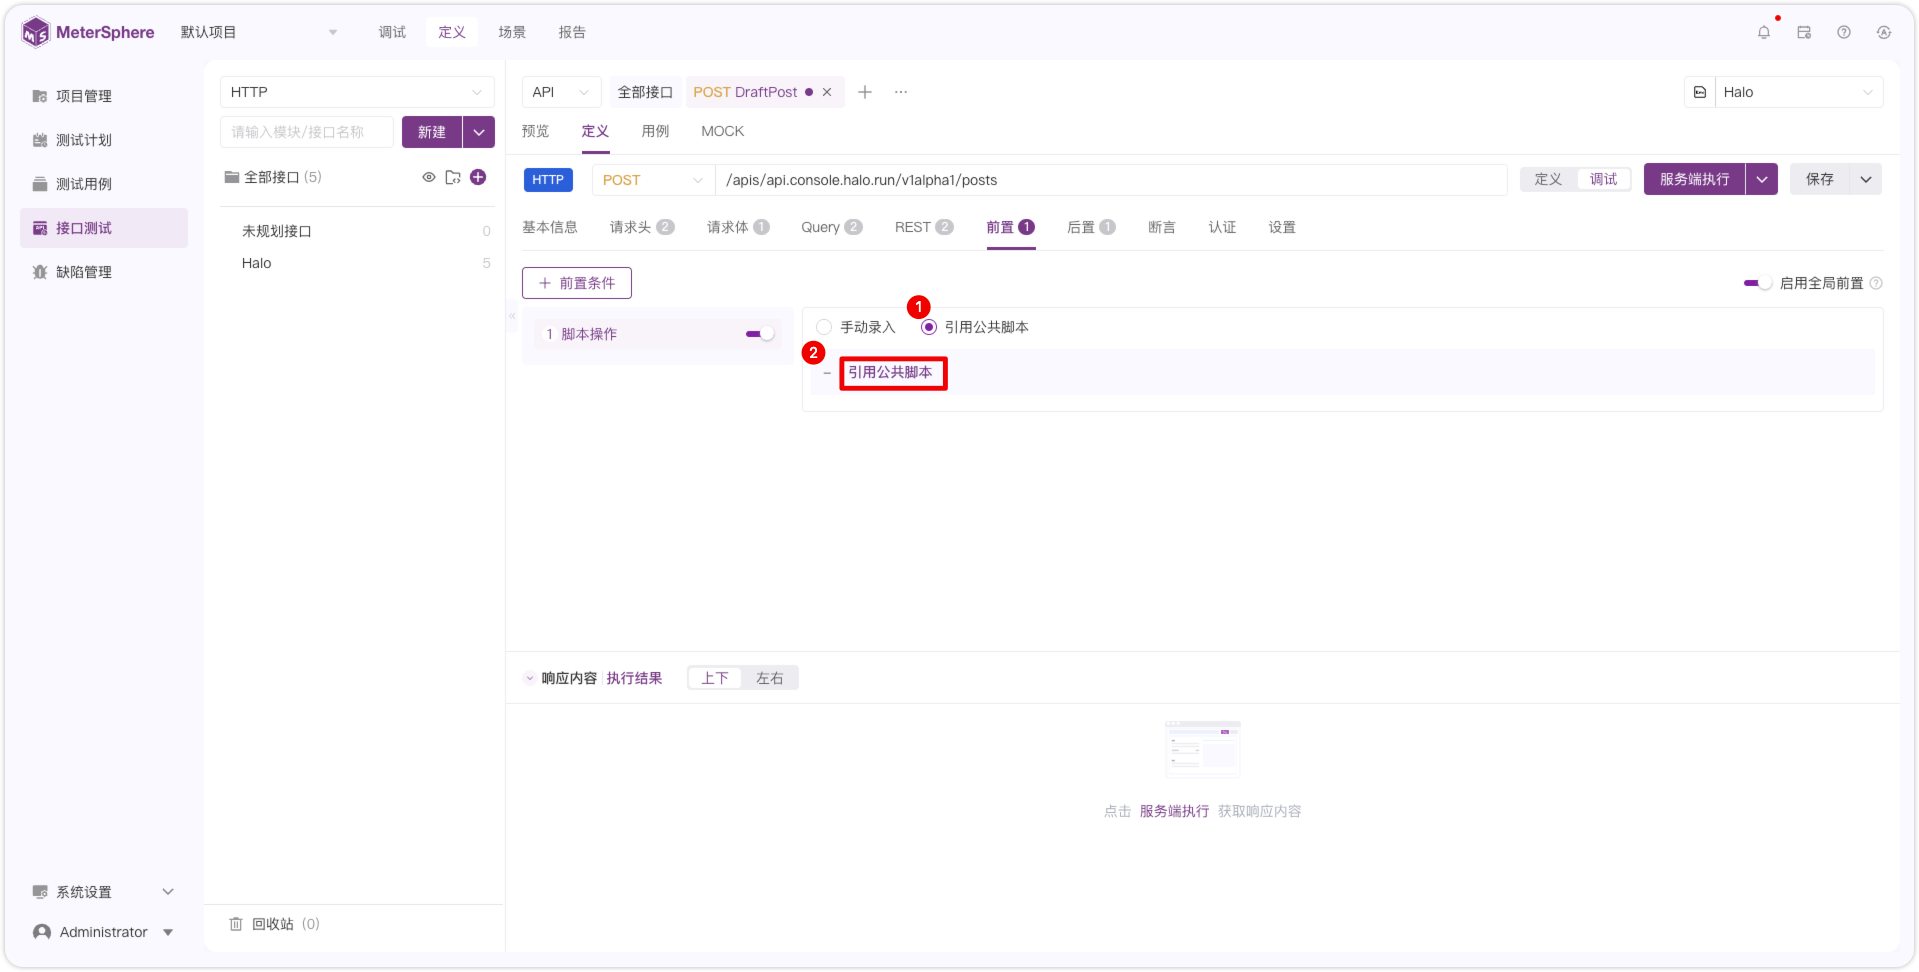 MeterSphere 默认项目 调试 定义 场景 报告
项目管理
测试计划
测试用例
接口测试
缺陷管理
系统设置
Administrator
HTTP
请输入模块/接口名称 新建
全部接口 (5)
未规划接口 0
Halo 5
回收站 (0)
API 全部接口 POST DraftPost Halo
预览 定义 用例 MOCK
HTTP POST /apis/api.console.halo.run/v1alpha1/posts 定义 调试 服务端执行 保存
基本信息 请求头 2 请求体 1 Query 2 REST 2 前置 1 后置 1 断言 认证 设置
前置条件 启用全局前置
1 脚本操作
1
手动录入 引用公共脚本
2
引用公共脚本
响应内容 执行结果 上下 左右
点击 服务端执行 获取响应内容